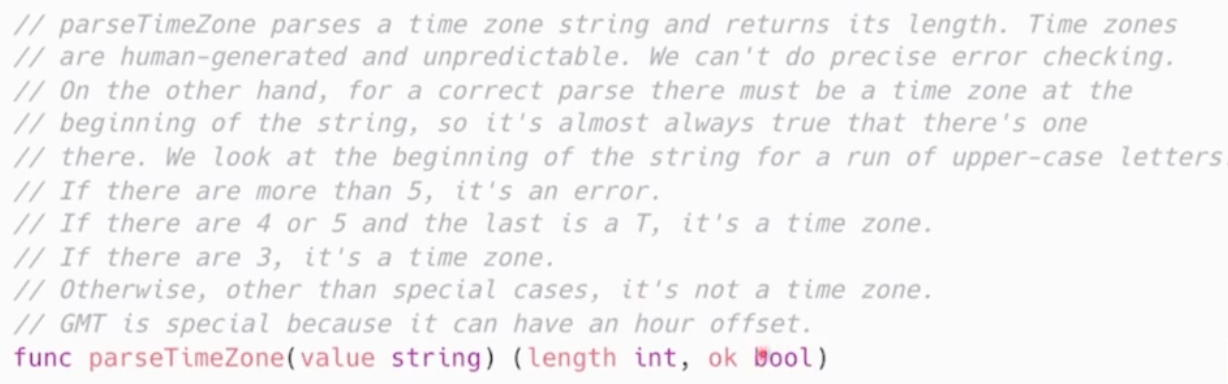 // parseTimeZone parses a time zone string and returns its length. Time zones
// are human-generated and unpredictable. We can't do precise error checking.
// On the other hand, for a correct parse there must be a time zone at the
// beginning of the string, so it's almost always true that there's one
// there. We look at the beginning of the string for a run of upper-case letters.
// If there are more than 5, it's an error.
// If there are 4 or 5 and the last is a T, it's a time zone.
// If there are 3, it's a time zone.
// Otherwise, other than special cases, it's not a time zone.
// GMT is special because it can have an hour offset.
func parseTimeZone(value string) (length int, ok bool)